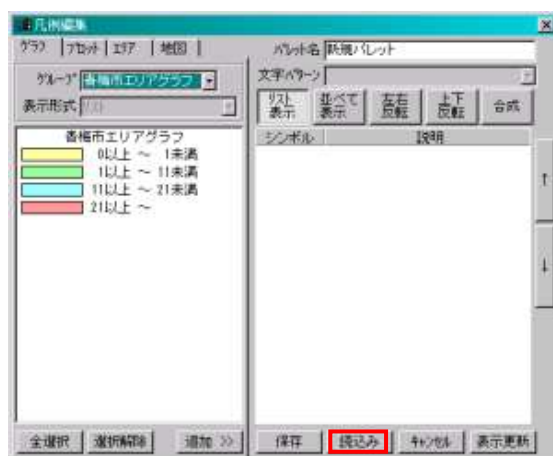 凡例編集
グラフ アセット エリア 地図
グループ 青梅市エリアグラフ
表示形式 リスト
青梅市エリアグラフ
0以上 ～ 1未満
1以上 ～ 11未満
11以上 ～ 21未満
21以上 ～
全選択 選択解除 追加 >>
パレット名 新規パレット
文字パターン
リスト表示 並べて表示 左右反転 上下反転 合成
シンボル 説明
↑
↓
保存 読込み キャンセル 表示更新